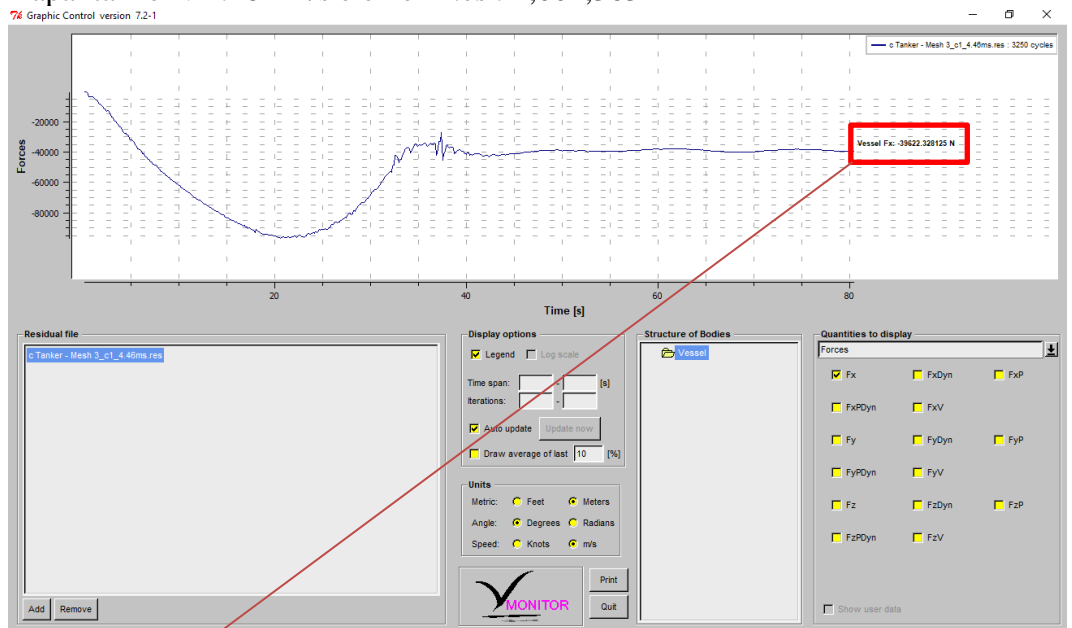 Graphic Control version 7.2-1
c Tanker - Mesh 3_c1_4.46ms.res : 3250 cycles
-20000
-40000
-60000
-80000
Forces
Vessel Fx: -39622.328125 N
20 40 60 80
Time [s]
Residual file
c Tanker - Mesh 3_c1_4.46ms.res
Add Remove
Display options
Legend Log scale
Time span: - [s]
Iterations: -
Auto update Update now
Draw average of last 10 [%]
Units
Metric: Feet Meters
Angle: Degrees Radians
Speed: Knots m/s
MONITOR
Print
Quit
Structure of Bodies
Vessel
Quantities to display
Forces
Fx FxDyn FxP
FxPDyn FxV
Fy FyDyn FyP
FyPDyn FyV
Fz FzDyn FzP
FzPDyn FzV
Show user data